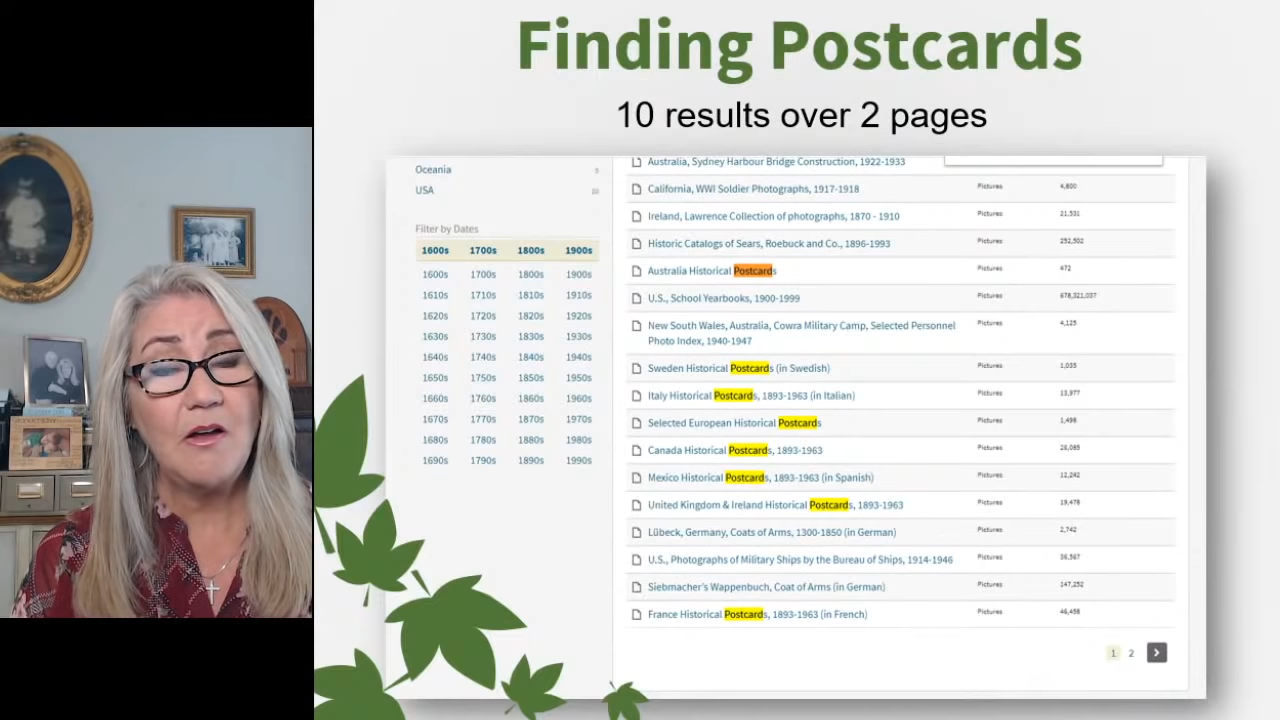 Finding Postcards
10 results over 2 pages
Oceania
USA
Filter by Dates
1600s 1700s 1800s 1900s
1600s 1700s 1800s 1900s
1610s 1710s 1810s 1910s
1620s 1720s 1820s 1920s
1630s 1730s 1830s 1930s
1640s 1740s 1840s 1940s
1650s 1750s 1850s 1950s
1660s 1760s 1860s 1960s
1670s 1770s 1870s 1970s
1680s 1780s 1880s 1980s
1690s 1790s 1890s 1990s
Australia, Sydney Harbour Bridge Construction, 1922-1933
California, WWI Soldier Photographs, 1917-1918 Pictures 4,800
Ireland, Lawrence Collection of photographs, 1870 - 1910 Pictures 21,531
Historic Catalogs of Sears, Roebuck and Co., 1896-1993 Pictures 252,502
Australia Historical Postcards Pictures 472
U.S., School Yearbooks, 1900-1999 Pictures 678,321,037
New South Wales, Australia, Cowra Military Camp, Selected Personnel Pictures 4,125
Photo Index, 1940-1947
Sweden Historical Postcards (in Swedish) Pictures 1,035
Italy Historical Postcards, 1893-1963 (in Italian) Pictures 13,977
Selected European Historical Postcards Pictures 1,498
Canada Historical Postcards, 1893-1963 Pictures 28,085
Mexico Historical Postcards, 1893-1963 (in Spanish) Pictures 12,242
United Kingdom & Ireland Historical Postcards, 1893-1963 Pictures 19,478
Lübeck, Germany, Coats of Arms, 1300-1850 (in German) Pictures 2,742
U.S., Photographs of Military Ships by the Bureau of Ships, 1914-1946 Pictures 38,567
Siebmacher's Wappenbuch, Coat of Arms (in German) Pictures 147,252
France Historical Postcards, 1893-1963 (in French) Pictures 46,458
1 2